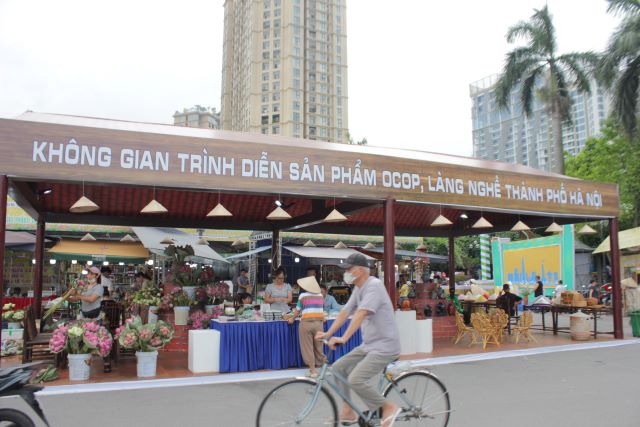 KHÔNG GIAN TRÌNH DIỄN SẢN PHẨM OCOP, LÀNG NGHỀ THÀNH PHỐ HÀ NỘI